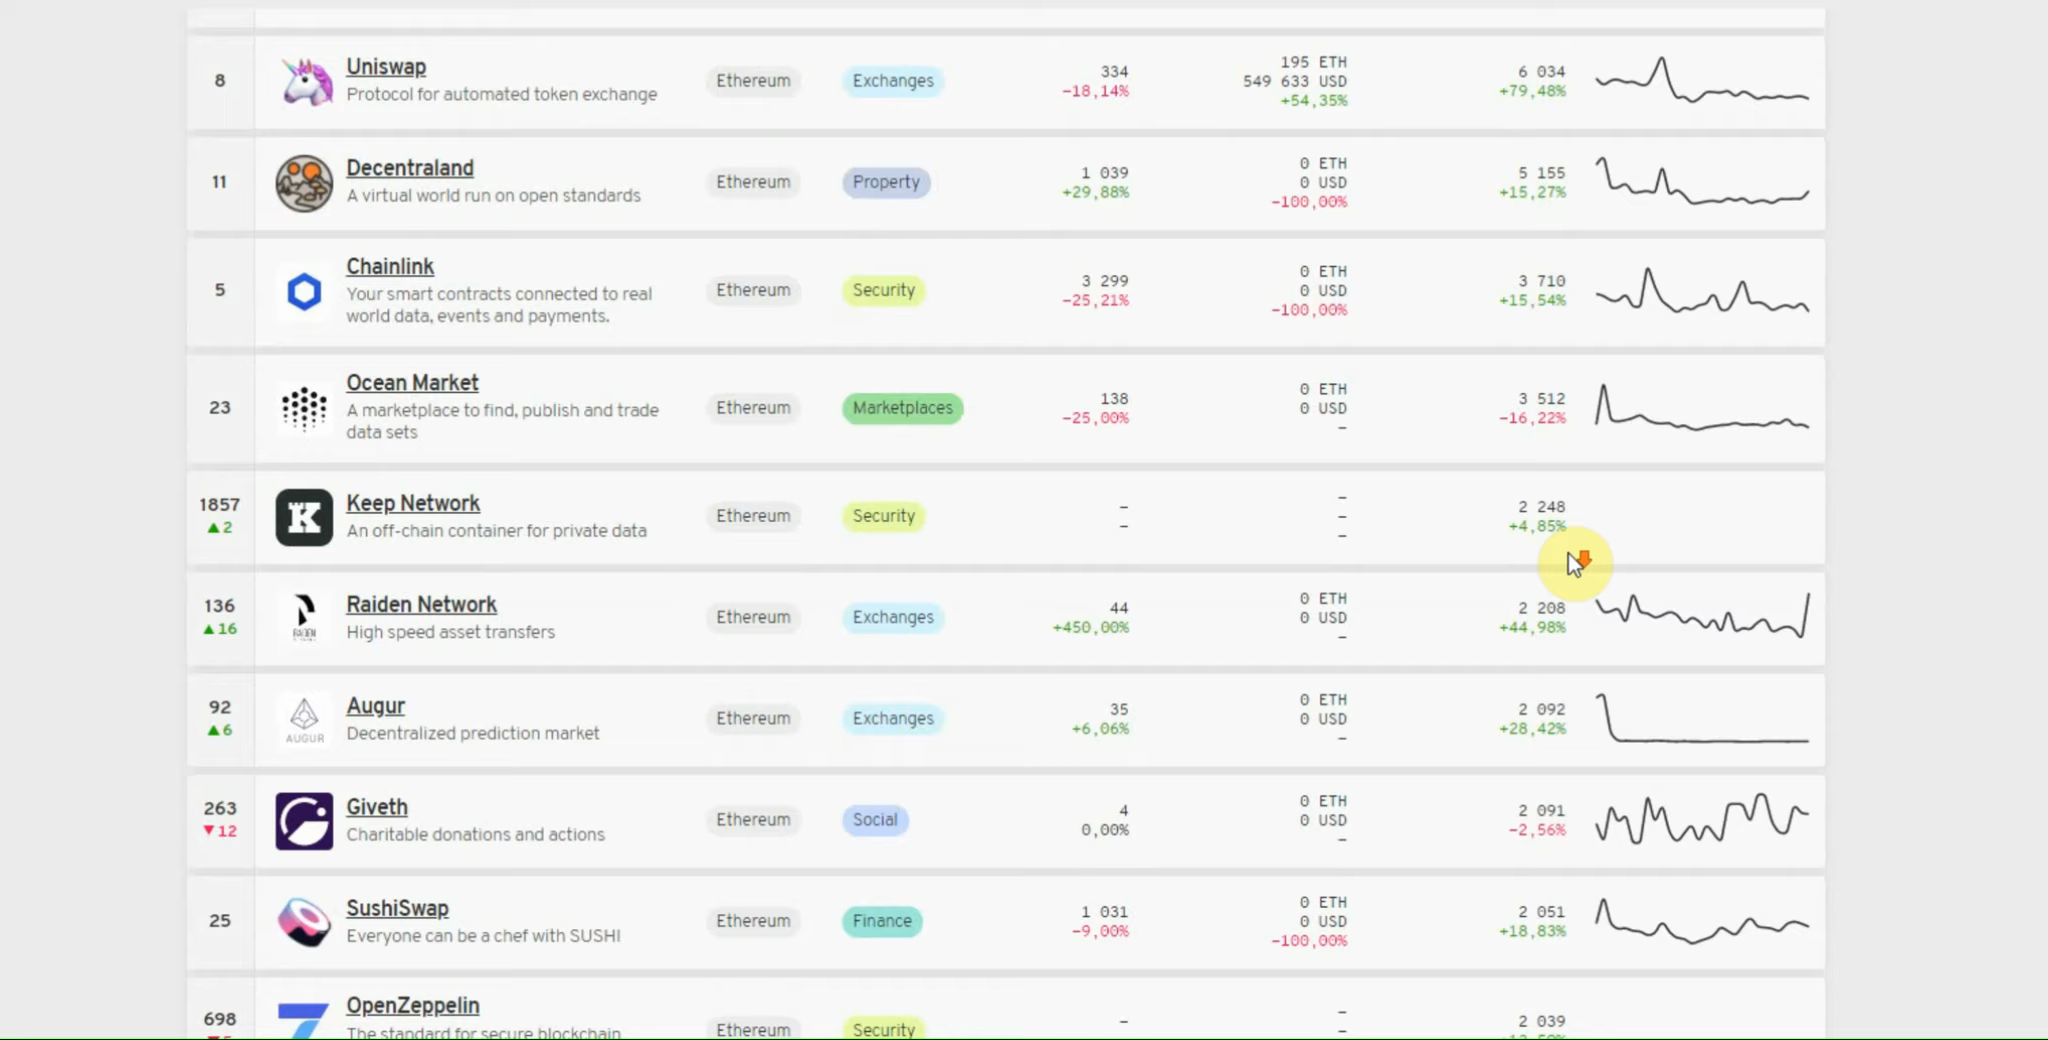 8
Uniswap
Protocol for automated token exchange
Ethereum
Exchanges
334
-18,14%
195 ETH
549 633 USD
+54,35%
6 034
+79,48%
11
Decentraland
A virtual world run on open standards
Ethereum
Property
1 039
+29,88%
0 ETH
0 USD
-100,00%
5 155
+15,27%
5
Chainlink
Your smart contracts connected to real
world data, events and payments.
Ethereum
Security
3 299
-25,21%
0 ETH
0 USD
-100,00%
3 710
+15,54%
23
Ocean Market
A marketplace to find, publish and trade
data sets
Ethereum
Marketplaces
138
-25,00%
0 ETH
0 USD
–
3 512
-16,22%
1857
▲2
K
Keep Network
An off-chain container for private data
Ethereum
Security
–
–
–
–
–
2 248
+4,85%
136
▲16
Raiden Network
High speed asset transfers
Ethereum
Exchanges
44
+450,00%
0 ETH
0 USD
–
2 208
+44,98%
92
▲6
AUGUR
Augur
Decentralized prediction market
Ethereum
Exchanges
35
+6,06%
0 ETH
0 USD
–
2 092
+28,42%
263
▼12
Giveth
Charitable donations and actions
Ethereum
Social
4
0,00%
0 ETH
0 USD
–
2 091
-2,56%
25
SushiSwap
Everyone can be a chef with SUSHI
Ethereum
Finance
1 031
-9,00%
0 ETH
0 USD
-100,00%
2 051
+18,83%
698
OpenZeppelin
The standard for secure blockchain
Ethereum
Security
–
–
–
2 039